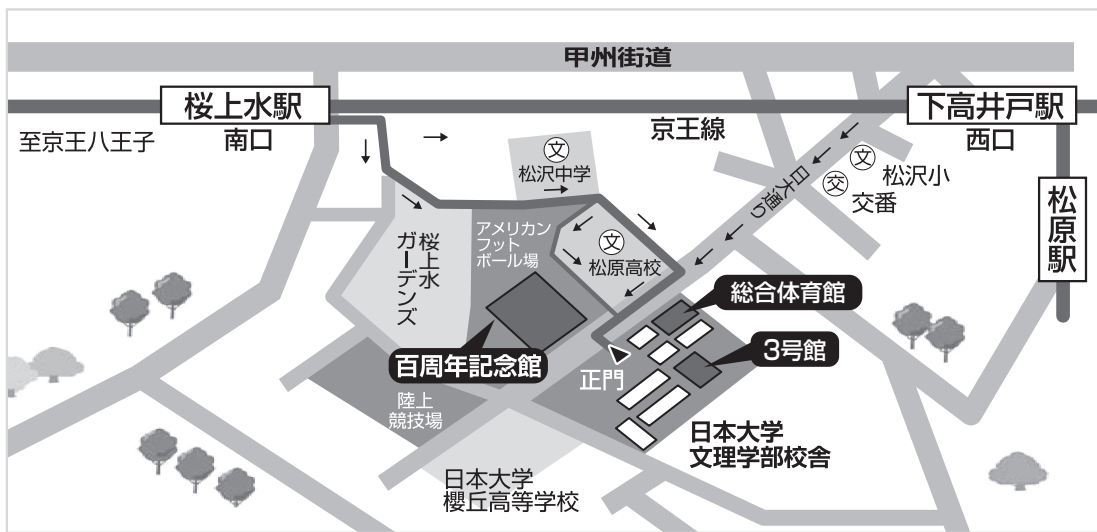 甲州街道
桜上水駅
下高井戸駅
至京王八王子
南口
京王線
西口
文
松沢中学
文
松沢小
交
交番
日大通り
松原駅
アメリカン
フット
ボール場
桜上水
ガーデンズ
文
松原高校
総合体育館
3号館
百周年記念館
正門
陸上
競技場
日本大学
文理学部校舎
日本大学
櫻丘高等学校